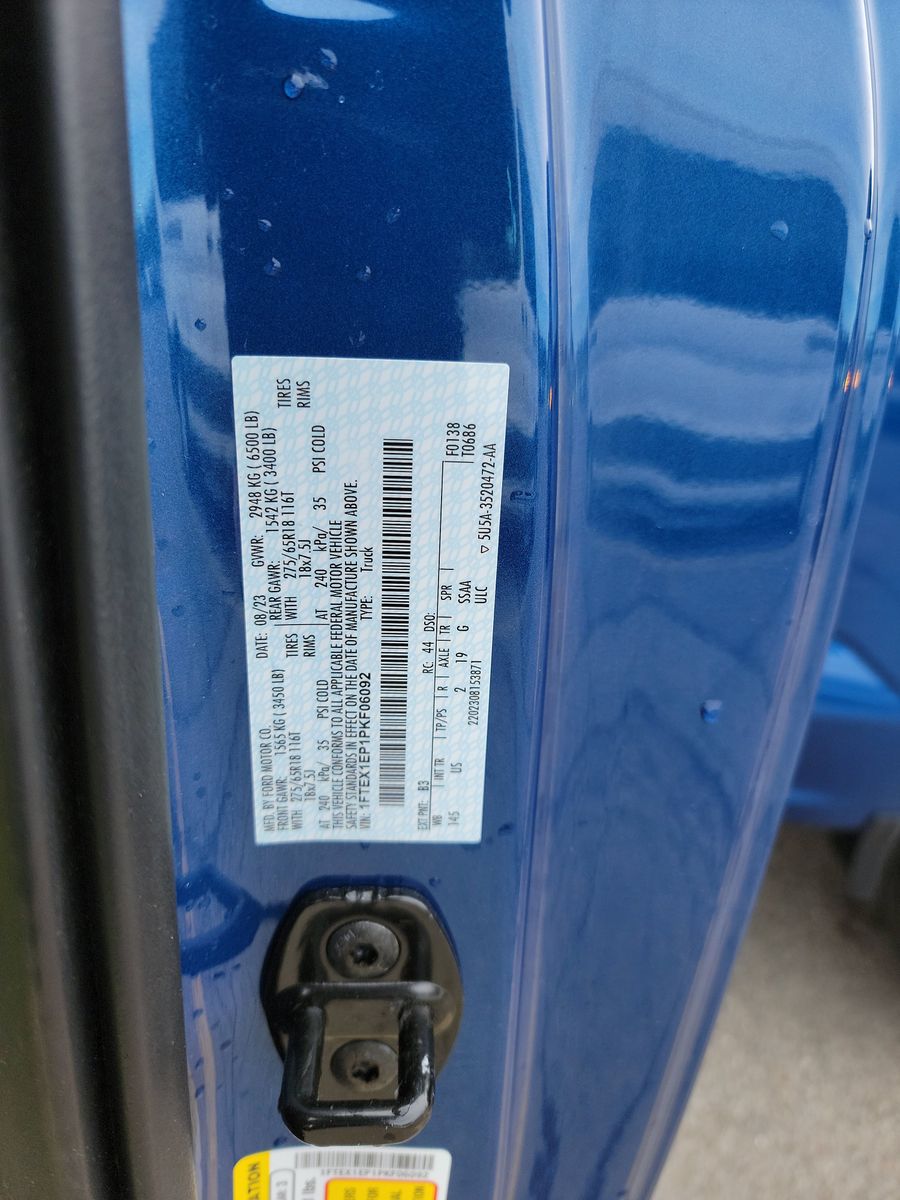 MFD. BY FORD MOTOR CO.
DATE: 08/23 GVWR: 2948 KG ( 6500 LB)
FRONT GAWR: 1565 KG ( 3450 LB) REAR GAWR: 1542 KG ( 3400 LB)
WITH 275/65R18 116T TIRES WITH 275/65R18 116T TIRES
18x7.5J RIMS 18x7.5J RIMS
AT 240 kPa/ 35 PSI COLD AT 240 kPa/ 35 PSI COLD
THIS VEHICLE CONFORMS TO ALL APPLICABLE FEDERAL MOTOR VEHICLE
SAFETY STANDARDS IN EFFECT ON THE DATE OF MANUFACTURE SHOWN ABOVE.
VIN: 1FTEX1EP1PKF06092 TYPE: Truck
EXT PNT: B3 RC: 44 DSO: F0138
WB INT TR TP/PS R AXLE TR SPR T0686
145 US 2 19 G SSAA
2202308153871 ULC ▽ 5U5A-3520472-AA
1FTEX1EP1PKF06092